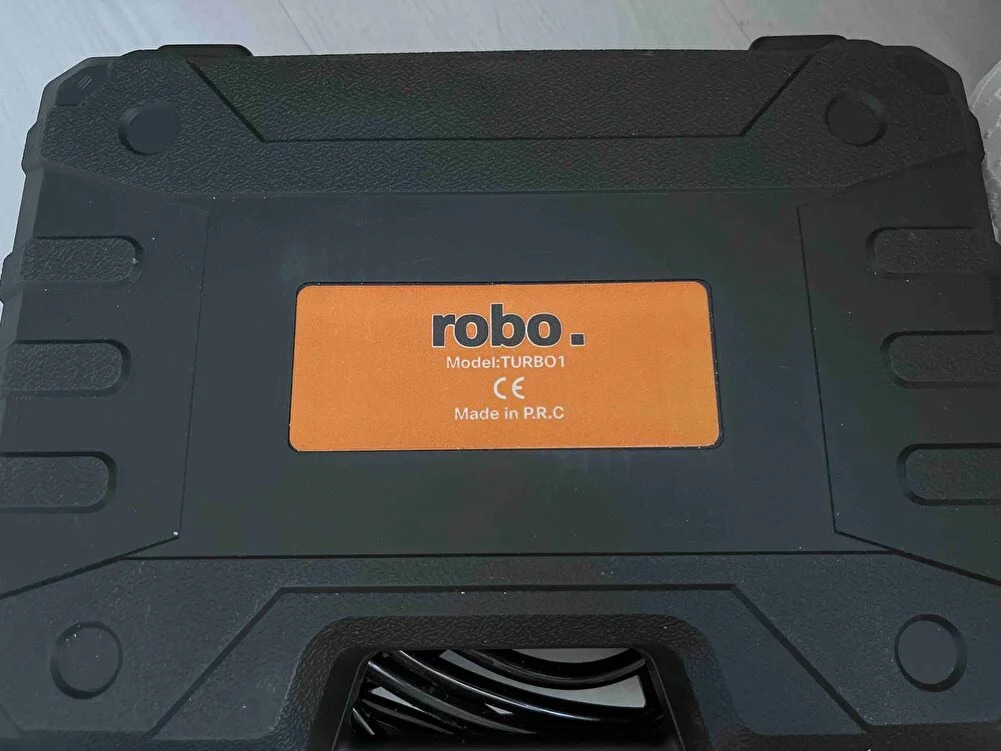 robo.
Model:TURBO1
CE
Made in P.R.C